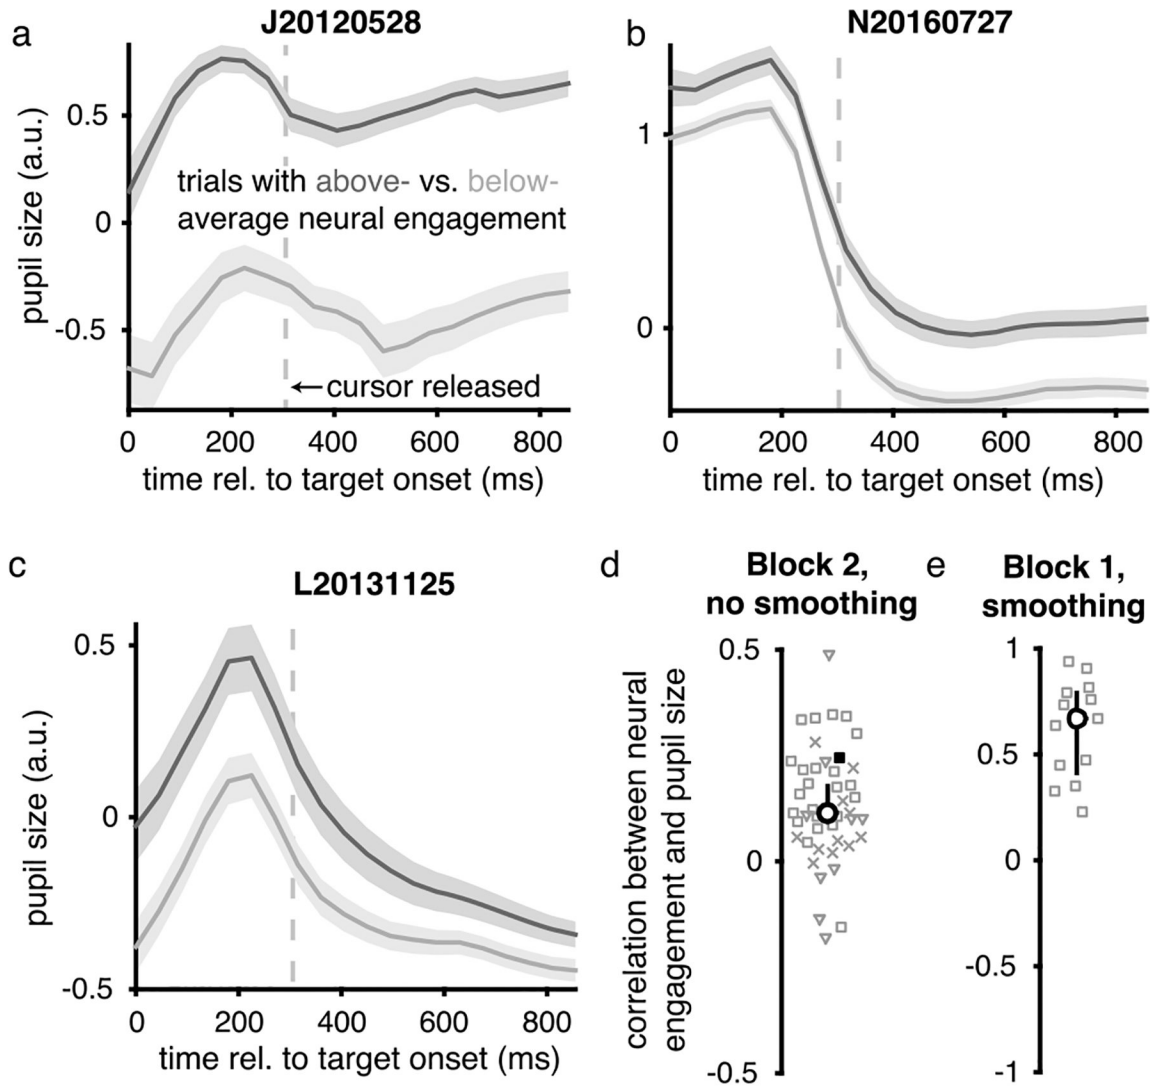 a
J20120528
0.5
0
-0.5
pupil size (a.u.)
trials with above- vs. below-
average neural engagement
←cursor released
0 200 400 600 800
time rel. to target onset (ms)
b
N20160727
1
0
0 200 400 600 800
time rel. to target onset (ms)
c
L20131125
0.5
0
-0.5
pupil size (a.u.)
0 200 400 600 800
time rel. to target onset (ms)
d
Block 2,
no smoothing
correlation between neural
engagement and pupil size
0.5
0
-0.5
e
Block 1,
smoothing
1
0.5
0
-0.5
-1